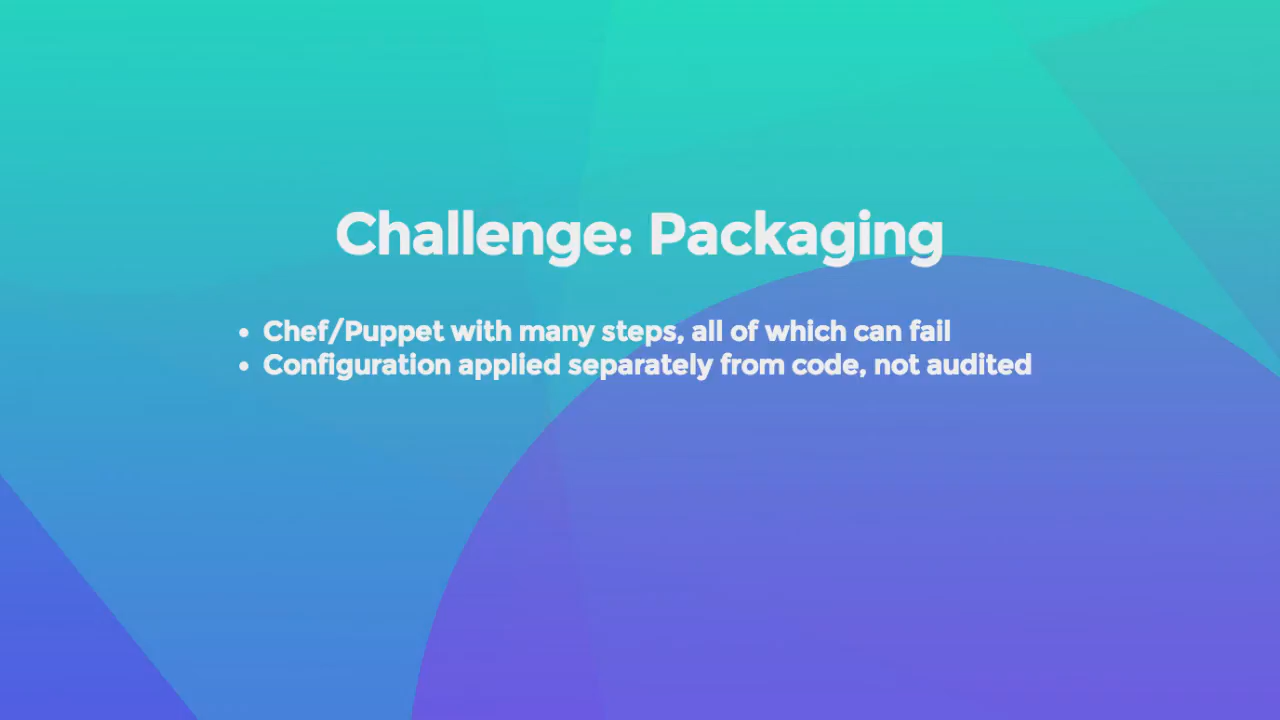 Challenge: Packaging
• Chef/Puppet with many steps, all of which can fail
• Configuration applied separately from code, not audited